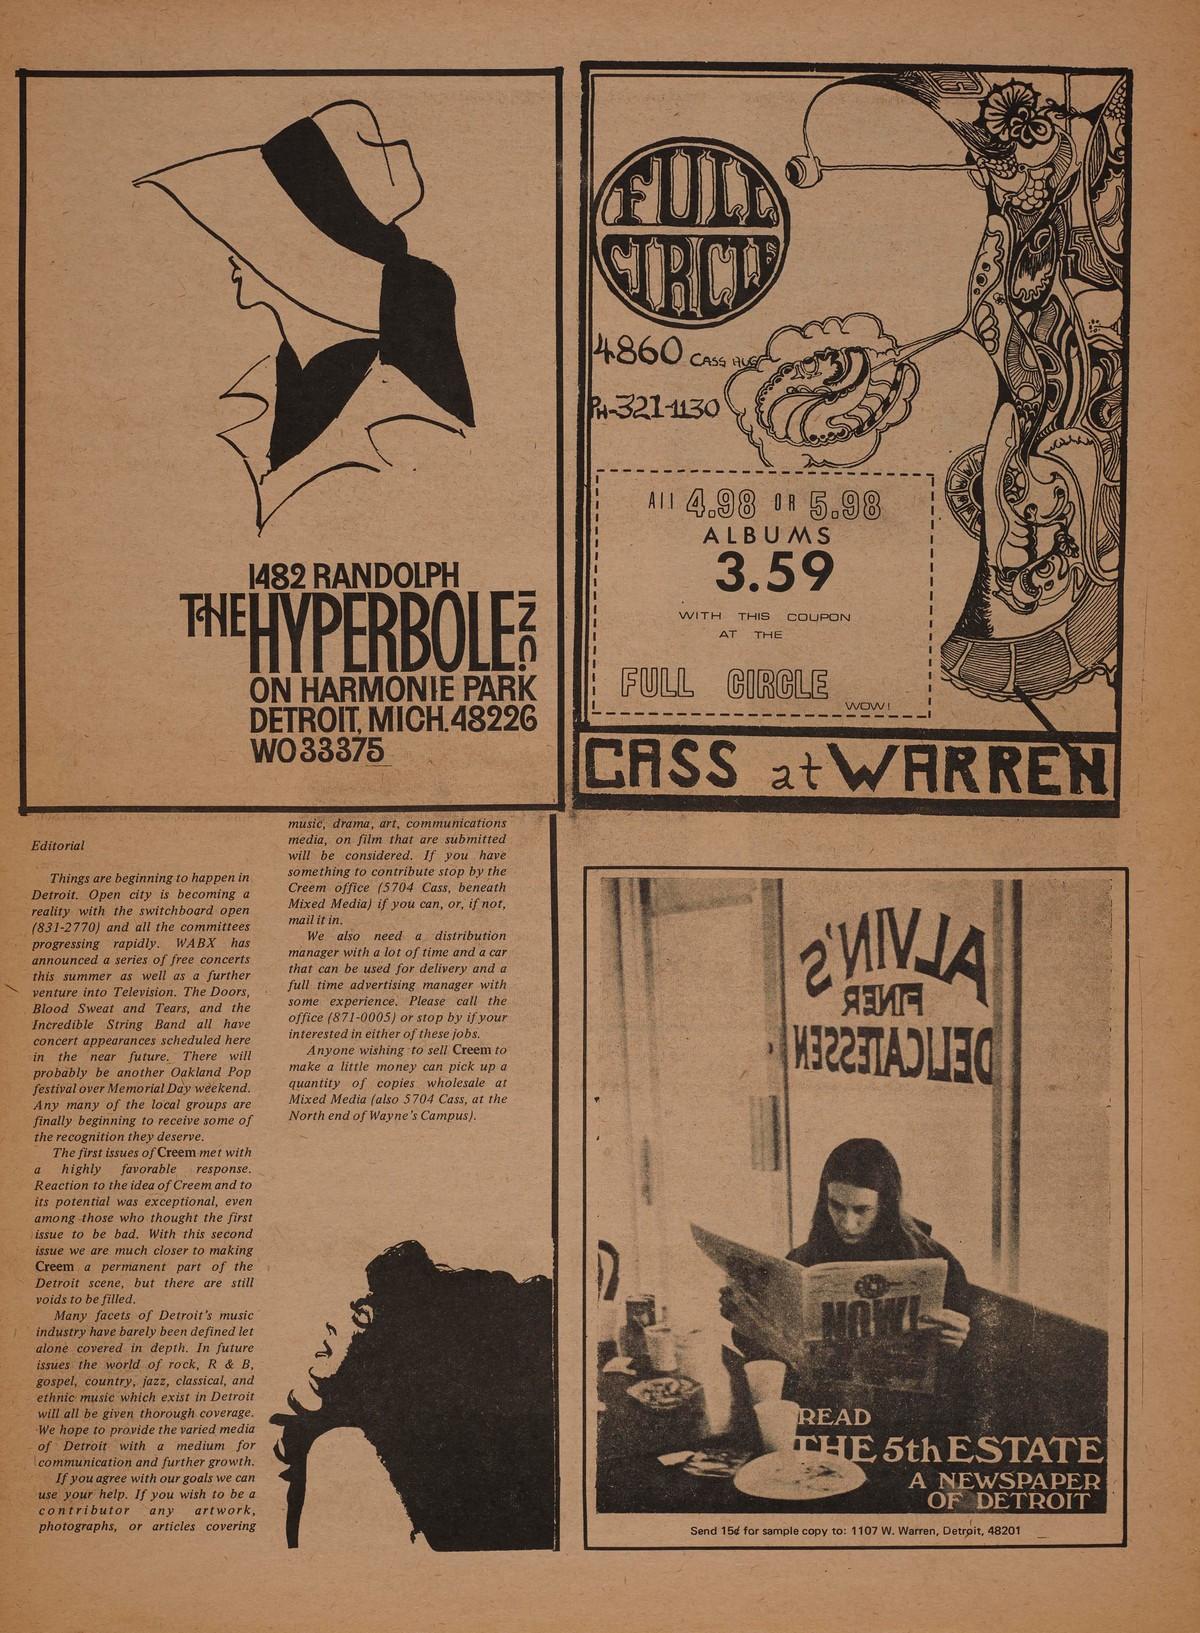 1482 RANDOLPH
THE HYPERBOLE INC.
ON HARMONIE PARK
DETROIT, MICH. 48226
WO 33375
FULL
CIRCLE
4860 CASS AVE
PH-321-1130
All 4.98 OR 5.98
ALBUMS
3.59
WITH THIS COUPON
AT THE
FULL CIRCLE
WOW!
CASS at WARREN
Editorial
Things are beginning to happen in
Detroit. Open city is becoming a
reality with the switchboard open
(831-2770) and all the committees
progressing rapidly. WABX has
announced a series of free concerts
this summer as well as a further
venture into Television. The Doors,
Blood Sweat and Tears, and the
Incredible String Band all have
concert appearances scheduled here
in the near future. There will
probably be another Oakland Pop
festival over Memorial Day weekend.
Any many of the local groups are
finally beginning to receive some of
the recognition they deserve.
The first issues of Creem met with
a highly favorable response.
Reaction to the idea of Creem and to
its potential was exceptional, even
among those who thought the first
issue to be bad. With this second
issue we are much closer to making
Creem a permanent part of the
Detroit scene, but there are still
voids to be filled.
Many facets of Detroit's music
industry have barely been defined let
alone covered in depth. In future
issues the world of rock, R & B,
gospel, country, jazz, classical, and
ethnic music which exist in Detroit
will all be given thorough coverage.
We hope to provide the varied media
of Detroit with a medium for
communication and further growth.
If you agree with our goals we can
use your help. If you wish to be a
contributor any artwork,
photographs, or articles covering
music, drama, art, communications
media, on film that are submitted
will be considered. If you have
something to contribute stop by the
Creem office (5704 Cass, beneath
Mixed Media) if you can, or, if not,
mail it in.
We also need a distribution
manager with a lot of time and a car
that can be used for delivery and a
full time advertising manager with
some experience. Please call the
office (871-0005) or stop by if your
interested in either of these jobs.
Anyone wishing to sell Creem to
make a little money can pick up a
quantity of copies wholesale at
Mixed Media (also 5704 Cass, at the
North end of Wayne's Campus).
ALVIN'S
FINER
DELICATESSEN
READ
THE 5th ESTATE
A NEWSPAPER
OF DETROIT
Send 15¢ for sample copy to: 1107 W. Warren, Detroit, 48201